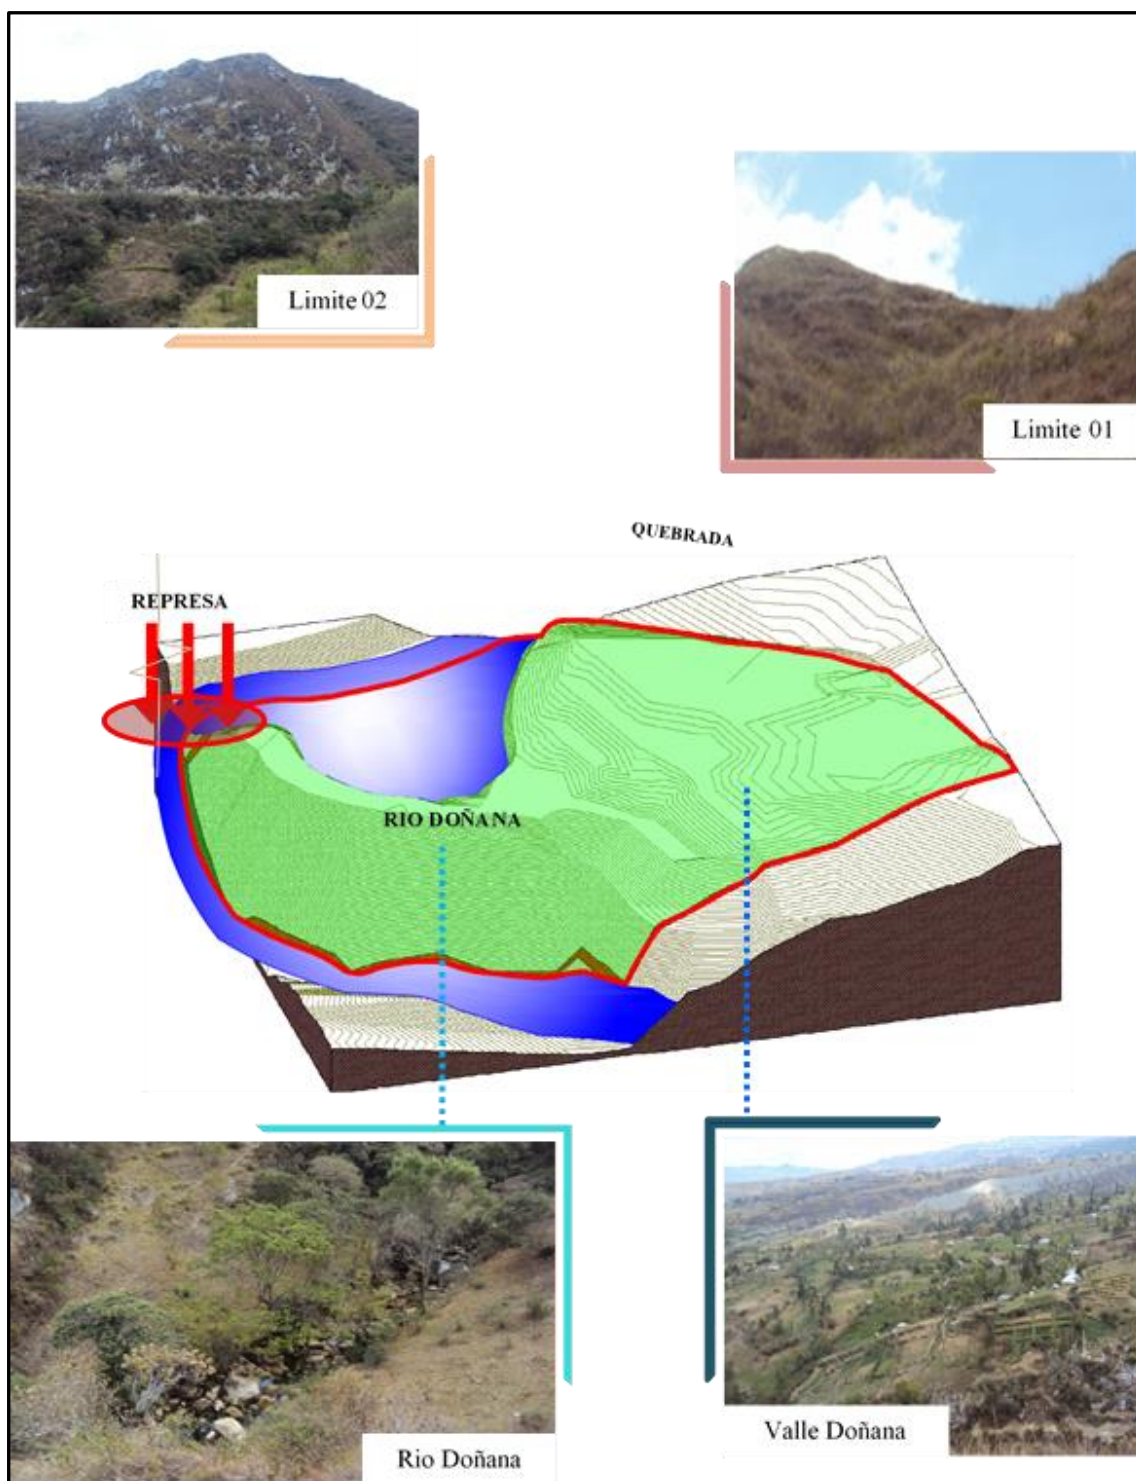 Limite 02
Limite 01
QUEBRADA
REPRESA
RIO DOÑANA
Rio Doñana
Valle Doñana